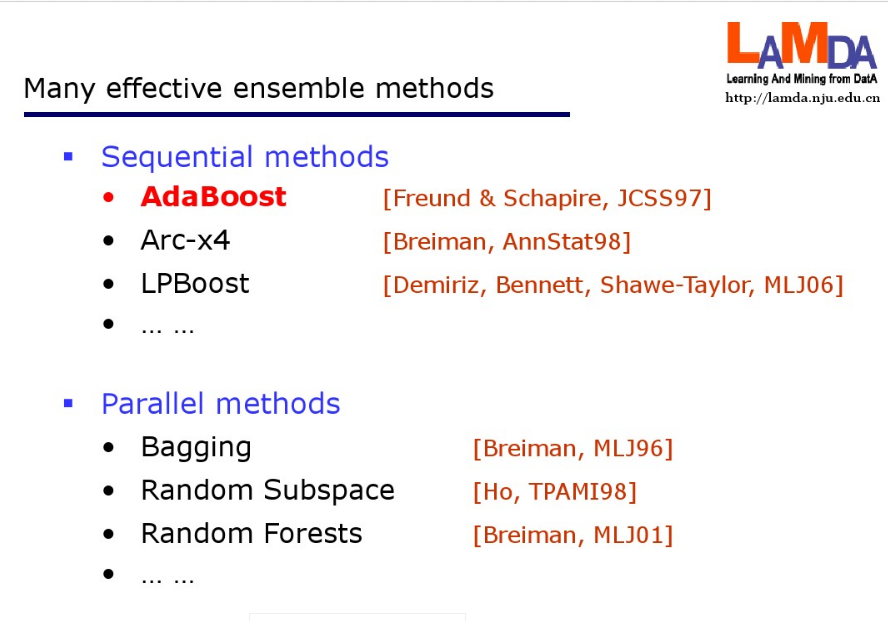 LAMDA
Learning And Mining from DatA
http://lamda.nju.edu.cn
Many effective ensemble methods
▪ Sequential methods
• AdaBoost [Freund & Schapire, JCSS97]
• Arc-x4 [Breiman, AnnStat98]
• LPBoost [Demiriz, Bennett, Shawe-Taylor, MLJ06]
• ... ...
▪ Parallel methods
• Bagging [Breiman, MLJ96]
• Random Subspace [Ho, TPAMI98]
• Random Forests [Breiman, MLJ01]
• ... ...